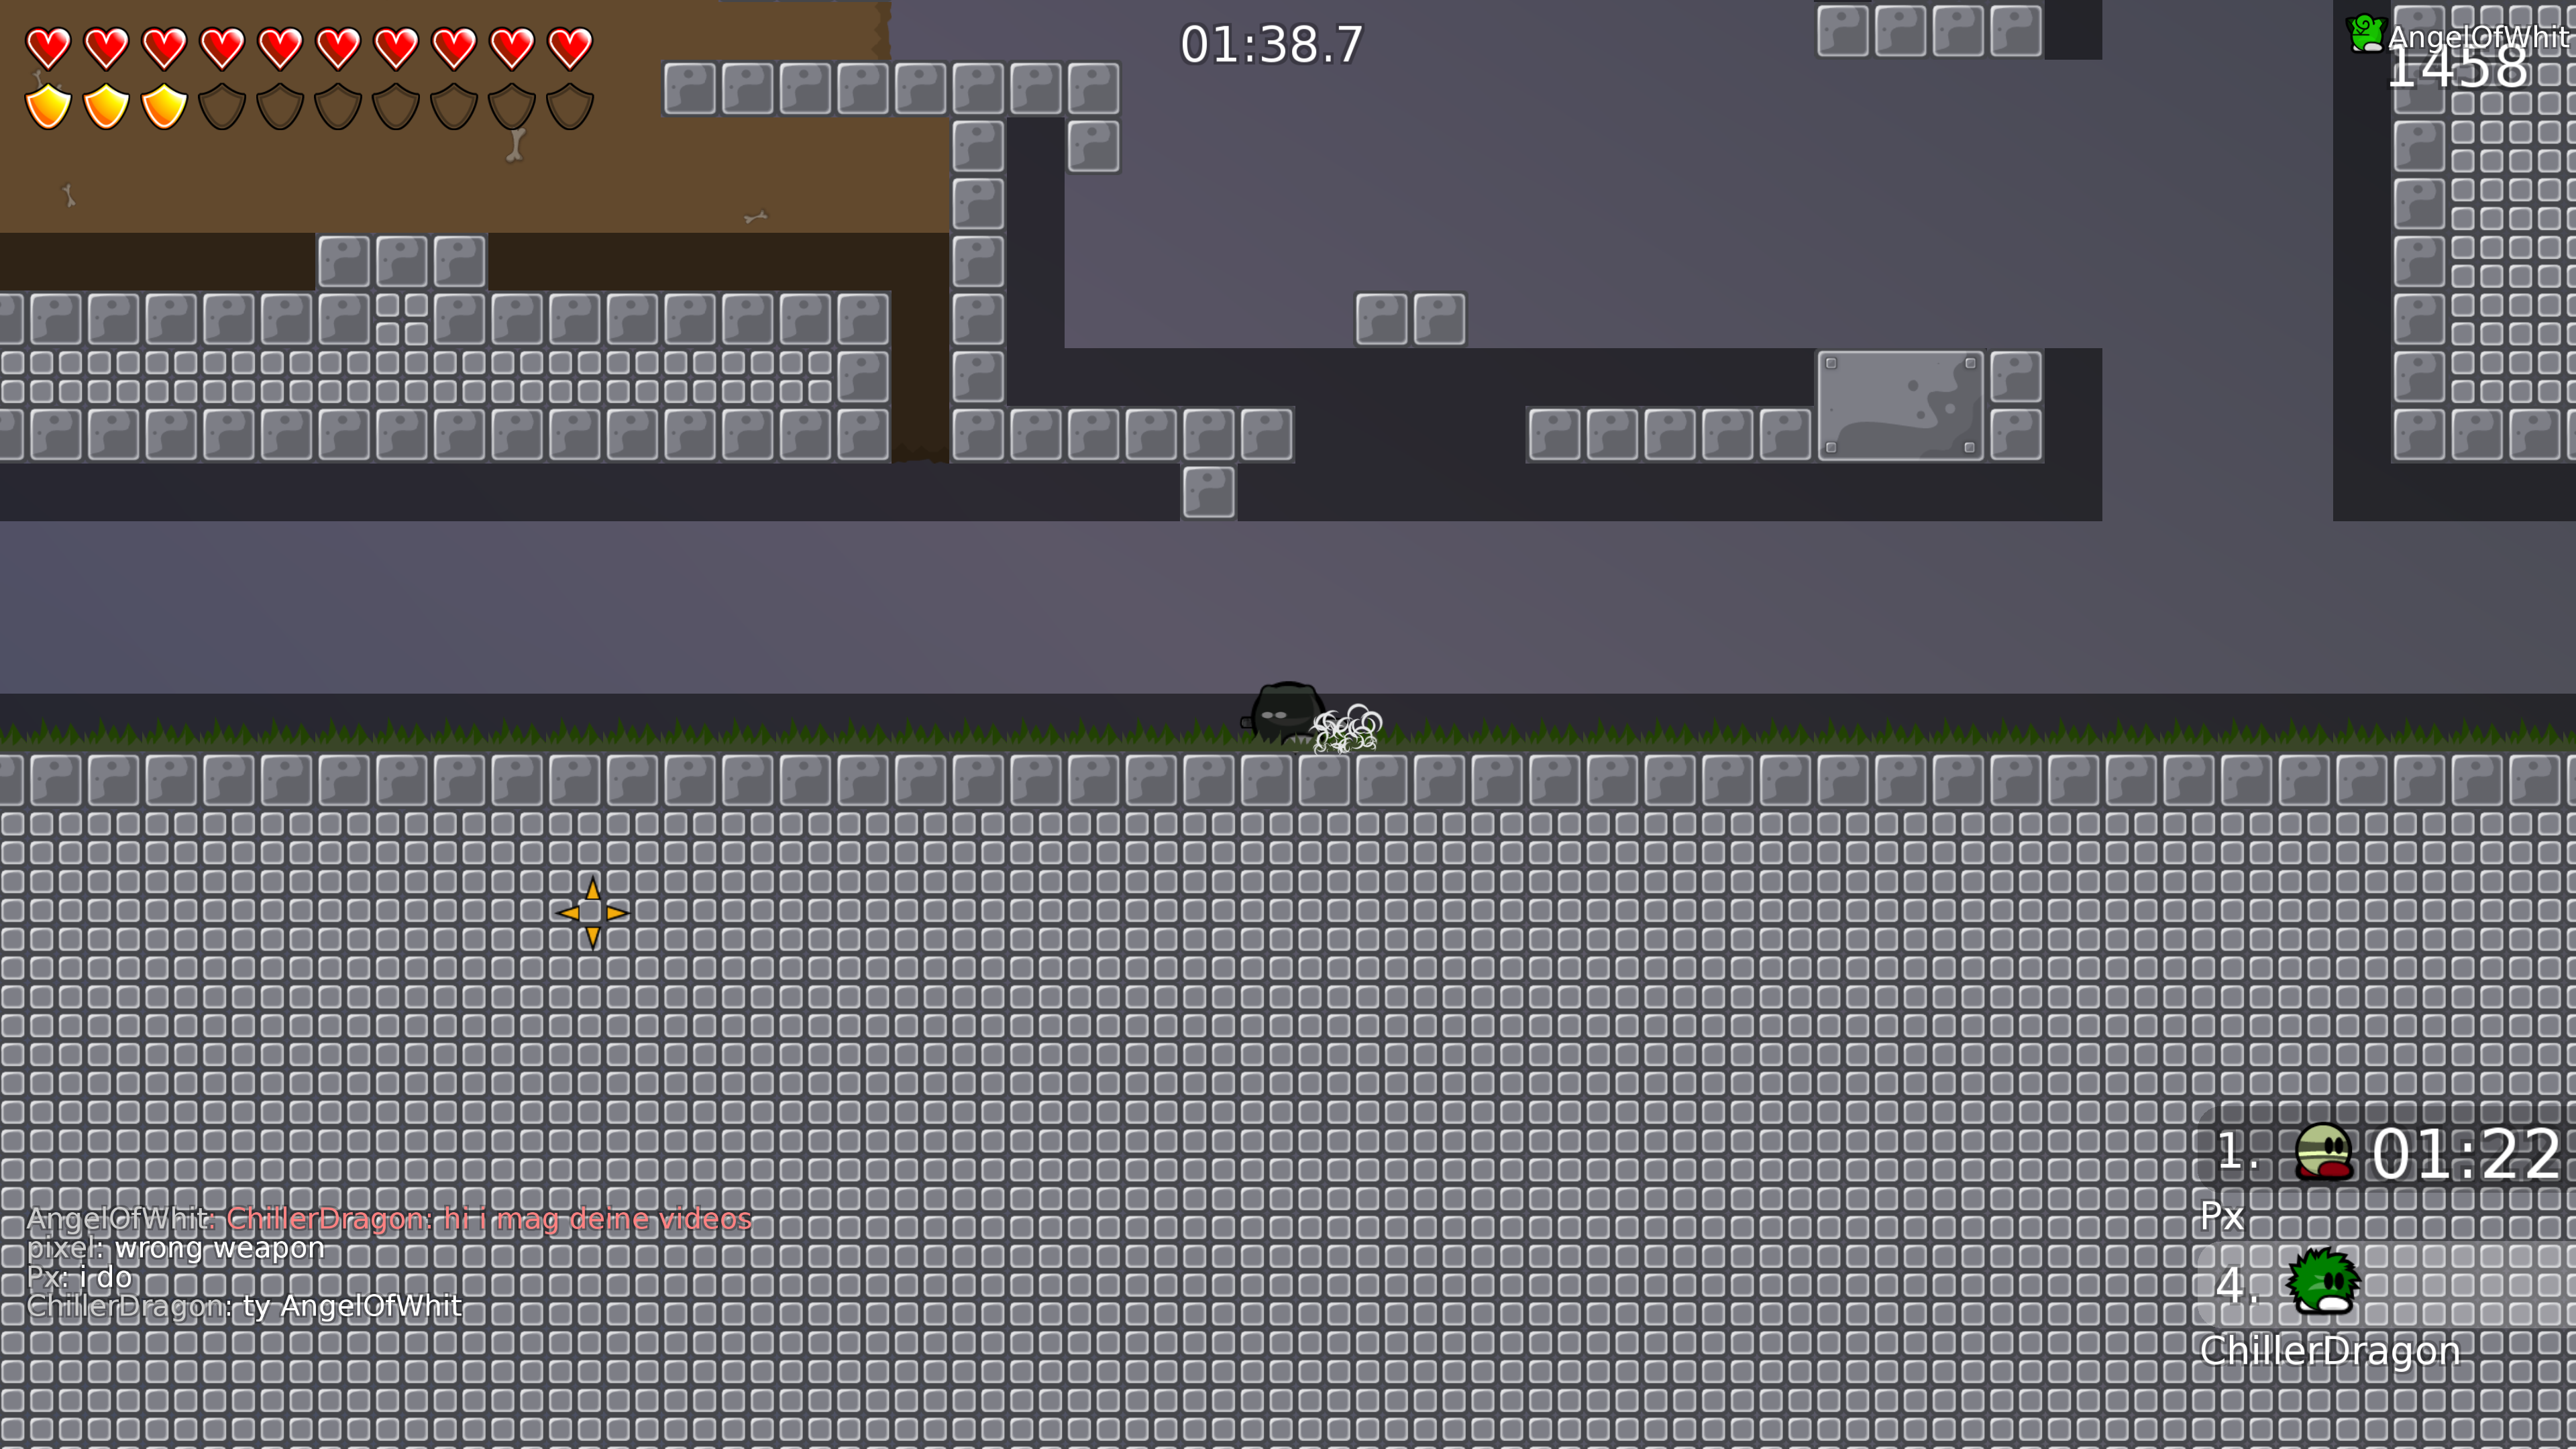 01:38.7
AngelOfWhit
1458
1. 01:22
Px
4.
ChillerDragon
AngelOfWhit: ChillerDragon: hi i mag deine videos
pixel: wrong weapon
Px: i do
ChillerDragon: ty AngelOfWhit